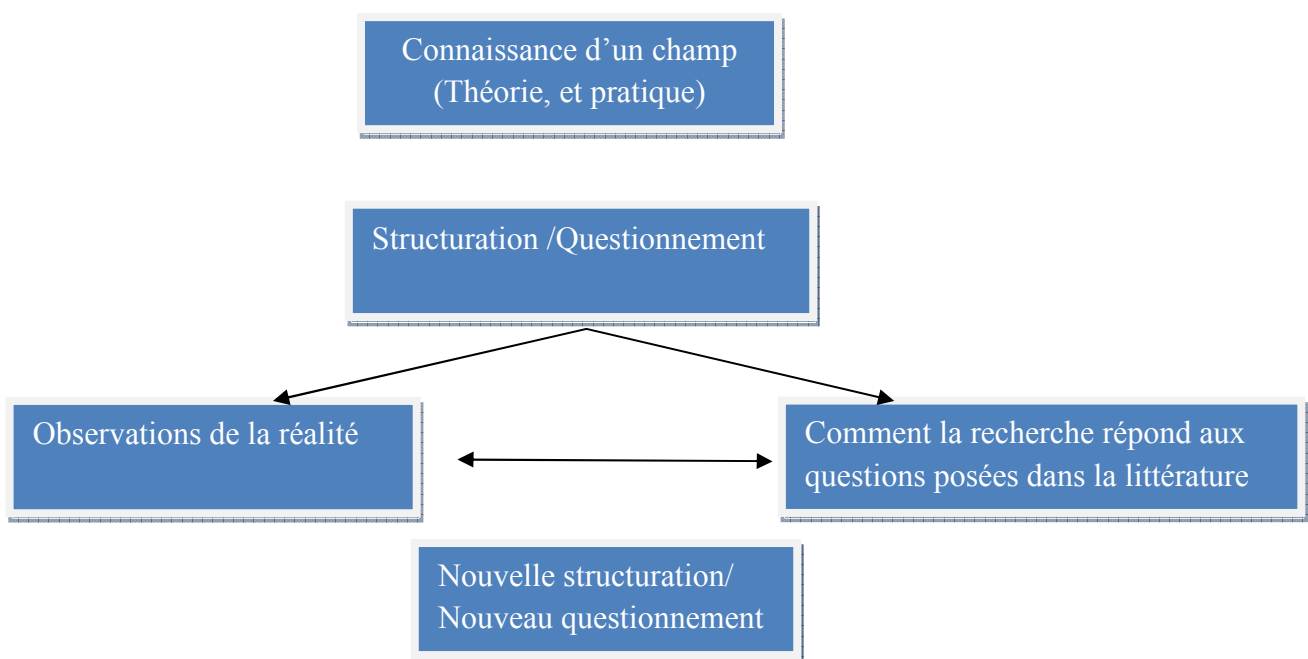 Connaissance d’un champ
(Théorie, et pratique)
Structuration /Questionnement
Observations de la réalité
Comment la recherche répond aux
questions posées dans la littérature
Nouvelle structuration/
Nouveau questionnement